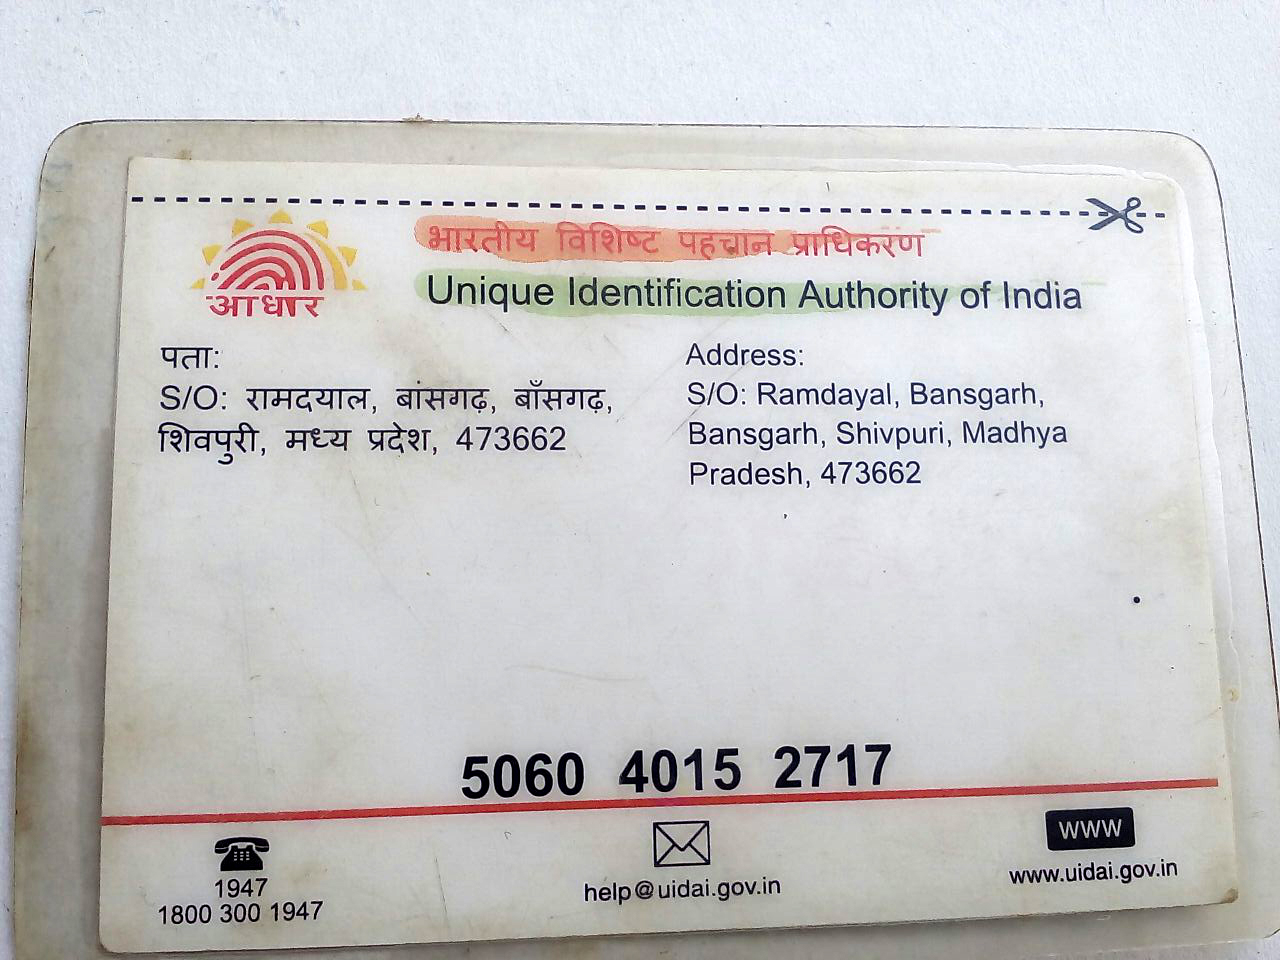 आधार
भारतीय विशिष्ट पहचान प्राधिकरण
Unique Identification Authority of India
पता:
S/O: रामदयाल, बांसगढ़, बाँसगढ़,
शिवपुरी, मध्य प्रदेश, 473662
Address:
S/O: Ramdayal, Bansgarh,
Bansgarh, Shivpuri, Madhya
Pradesh, 473662
5060 4015 2717
1947
1800 300 1947
help@uidai.gov.in
www
www.uidai.gov.in